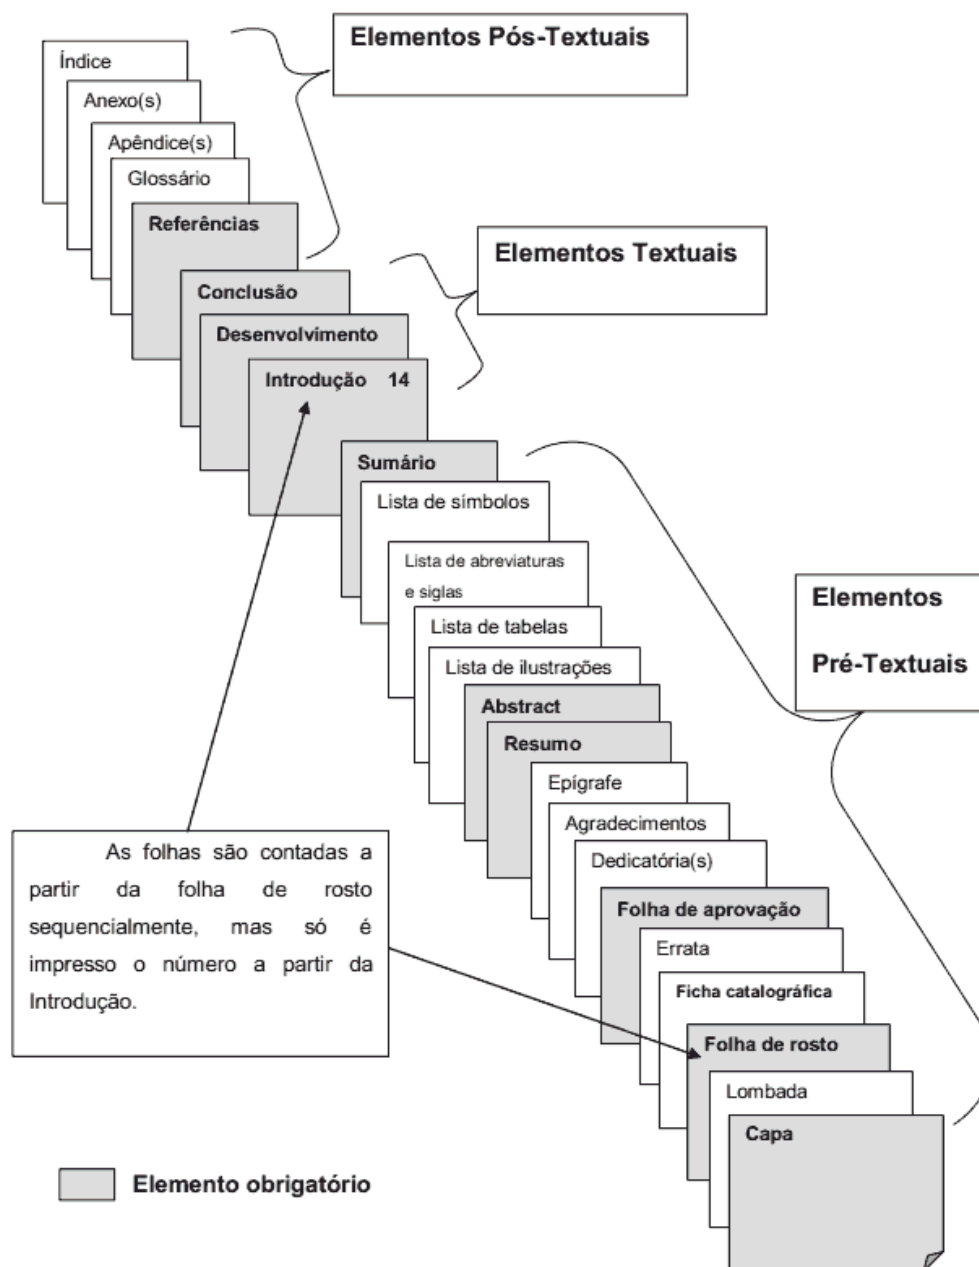 Elementos Pós-Textuais
Índice
Anexo(s)
Apêndice(s)
Glossário
Referências
Elementos Textuais
Conclusão
Desenvolvimento
Introdução 14
Sumário
Lista de símbolos
Lista de abreviaturas
e siglas
Lista de tabelas
Lista de ilustrações
Elementos
Pré-Textuais
Abstract
Resumo
Epígrafe
Agradecimentos
Dedicatória(s)
Folha de aprovação
Errata
Ficha catalográfica
Folha de rosto
Lombada
Capa
As folhas são contadas a
partir da folha de rosto
sequencialmente, mas só é
impresso o número a partir da
Introdução.
Elemento obrigatório